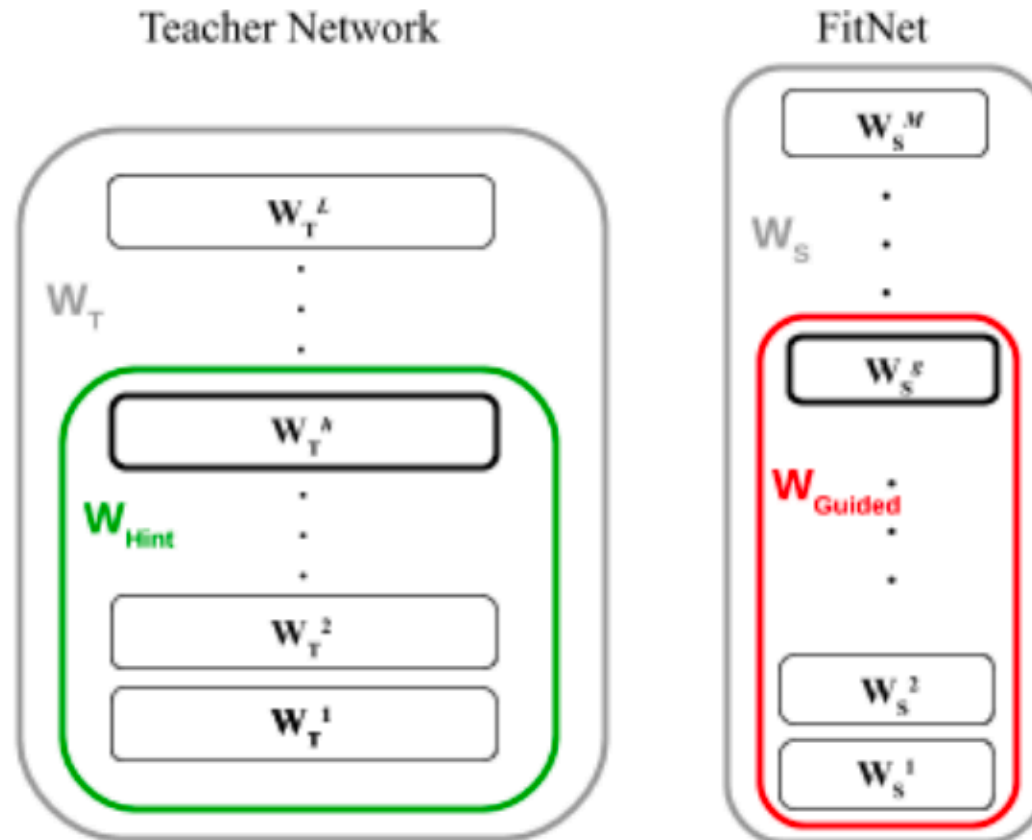 Teacher Network
W_T^L
W_T
W_T^h
W_Hint
W_T^2
W_T^1
FitNet
W_S^M
W_S
W_S^g
W_Guided
W_S^2
W_S^1